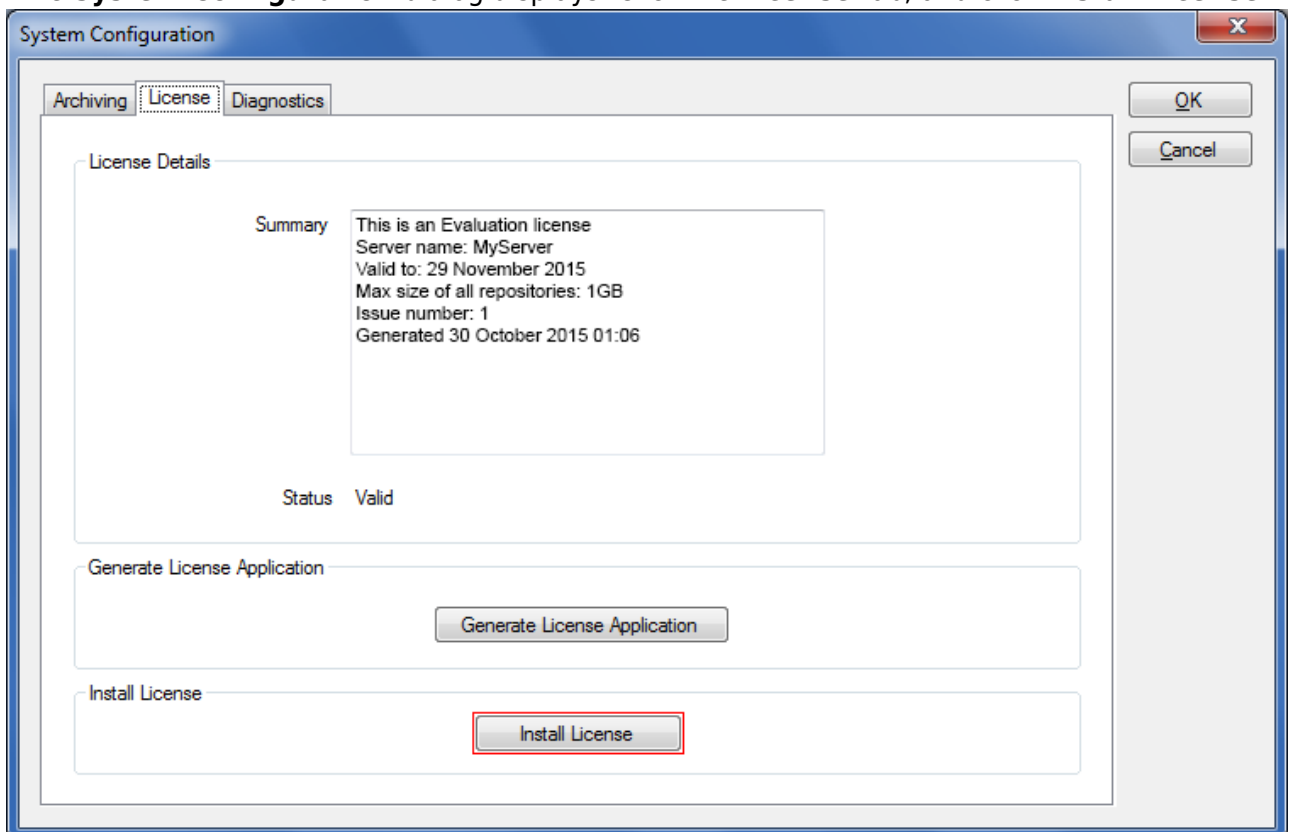 System Configuration
Archiving License Diagnostics
OK
Cancel
License Details
Summary
This is an Evaluation license
Server name: MyServer
Valid to: 29 November 2015
Max size of all repositories: 1GB
Issue number: 1
Generated 30 October 2015 01:06
Status Valid
Generate License Application
Generate License Application
Install License
Install License